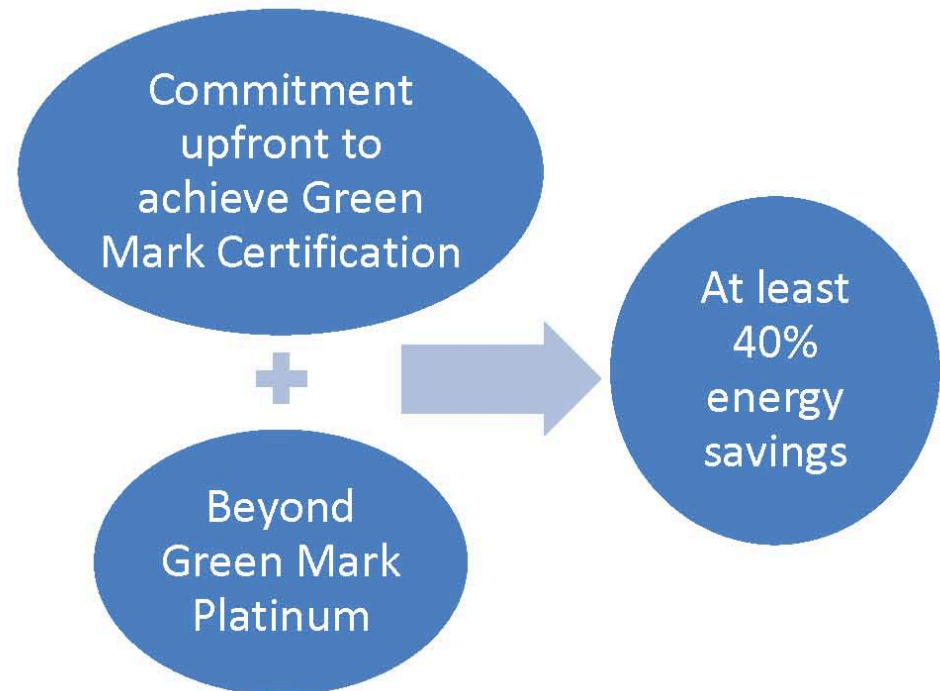 Commitment
upfront to
achieve Green
Mark Certification
Beyond
Green Mark
Platinum
At least
40%
energy
savings